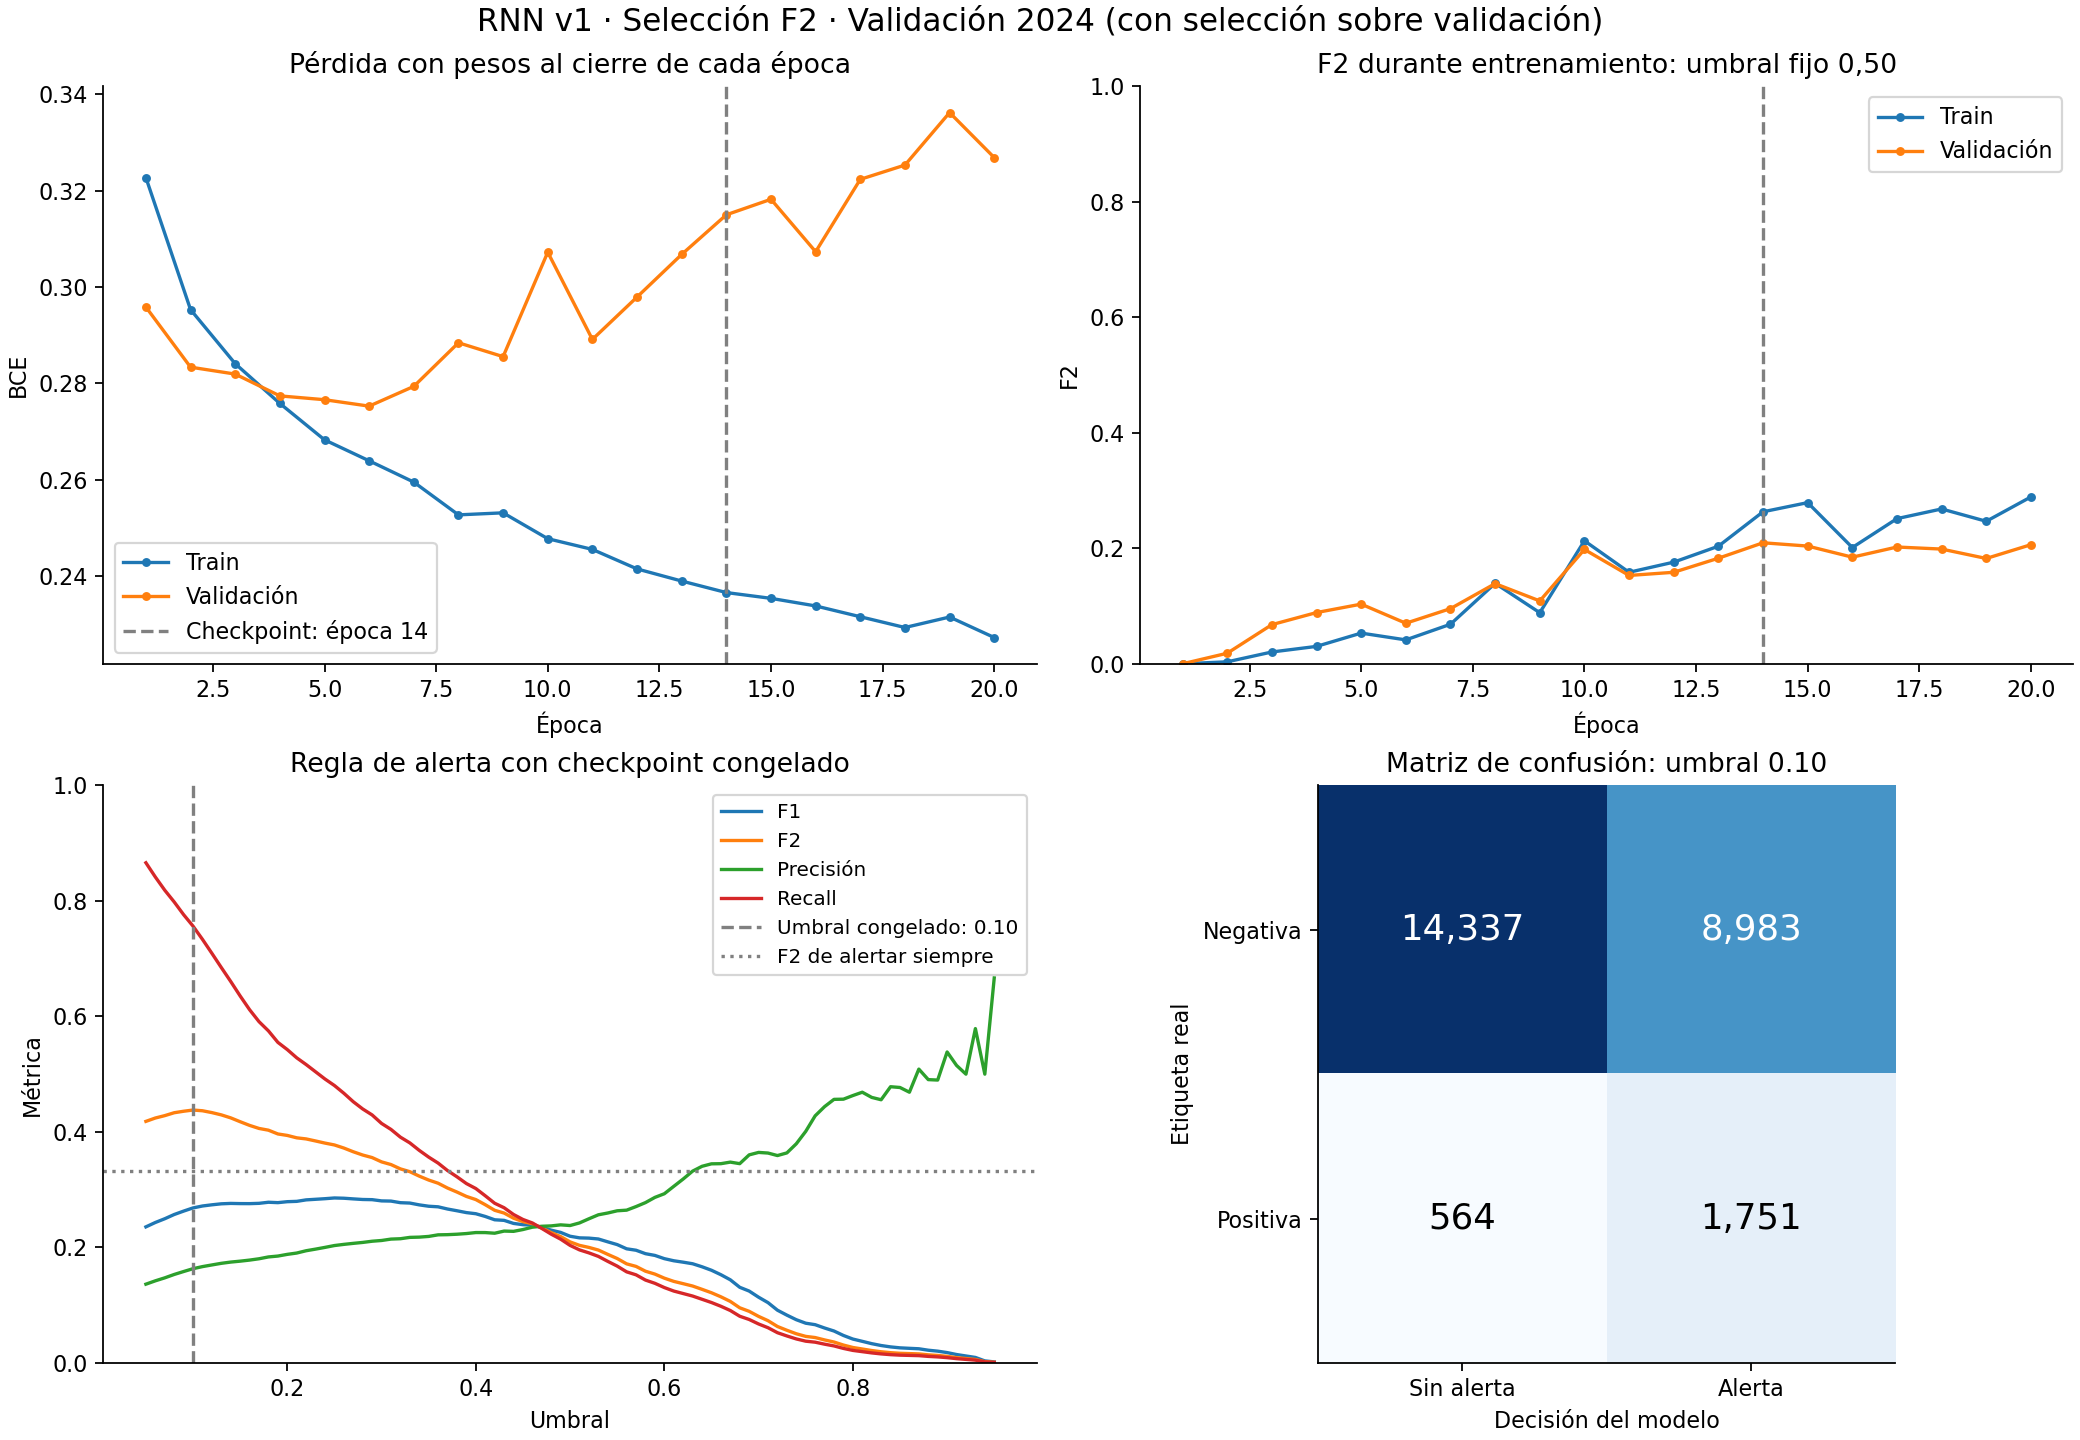 RNN v1 · Selección F2 · Validación 2024 (con selección sobre validación)
Pérdida con pesos al cierre de cada época
0.34
0.32
0.30
0.28
0.26
0.24
BCE
Train
Validación
Checkpoint: época 14
2.5 5.0 7.5 10.0 12.5 15.0 17.5 20.0
Época
F2 durante entrenamiento: umbral fijo 0,50
1.0
0.8
0.6
0.4
0.2
0.0
F2
Train
Validación
2.5 5.0 7.5 10.0 12.5 15.0 17.5 20.0
Época
Regla de alerta con checkpoint congelado
1.0
0.8
0.6
0.4
0.2
0.0
Métrica
F1
F2
Precisión
Recall
Umbral congelado: 0.10
F2 de alertar siempre
0.2 0.4 0.6 0.8
Umbral
Matriz de confusión: umbral 0.10
Etiqueta real
Negativa
14,337 8,983
Positiva
564 1,751
Sin alerta Alerta
Decisión del modelo